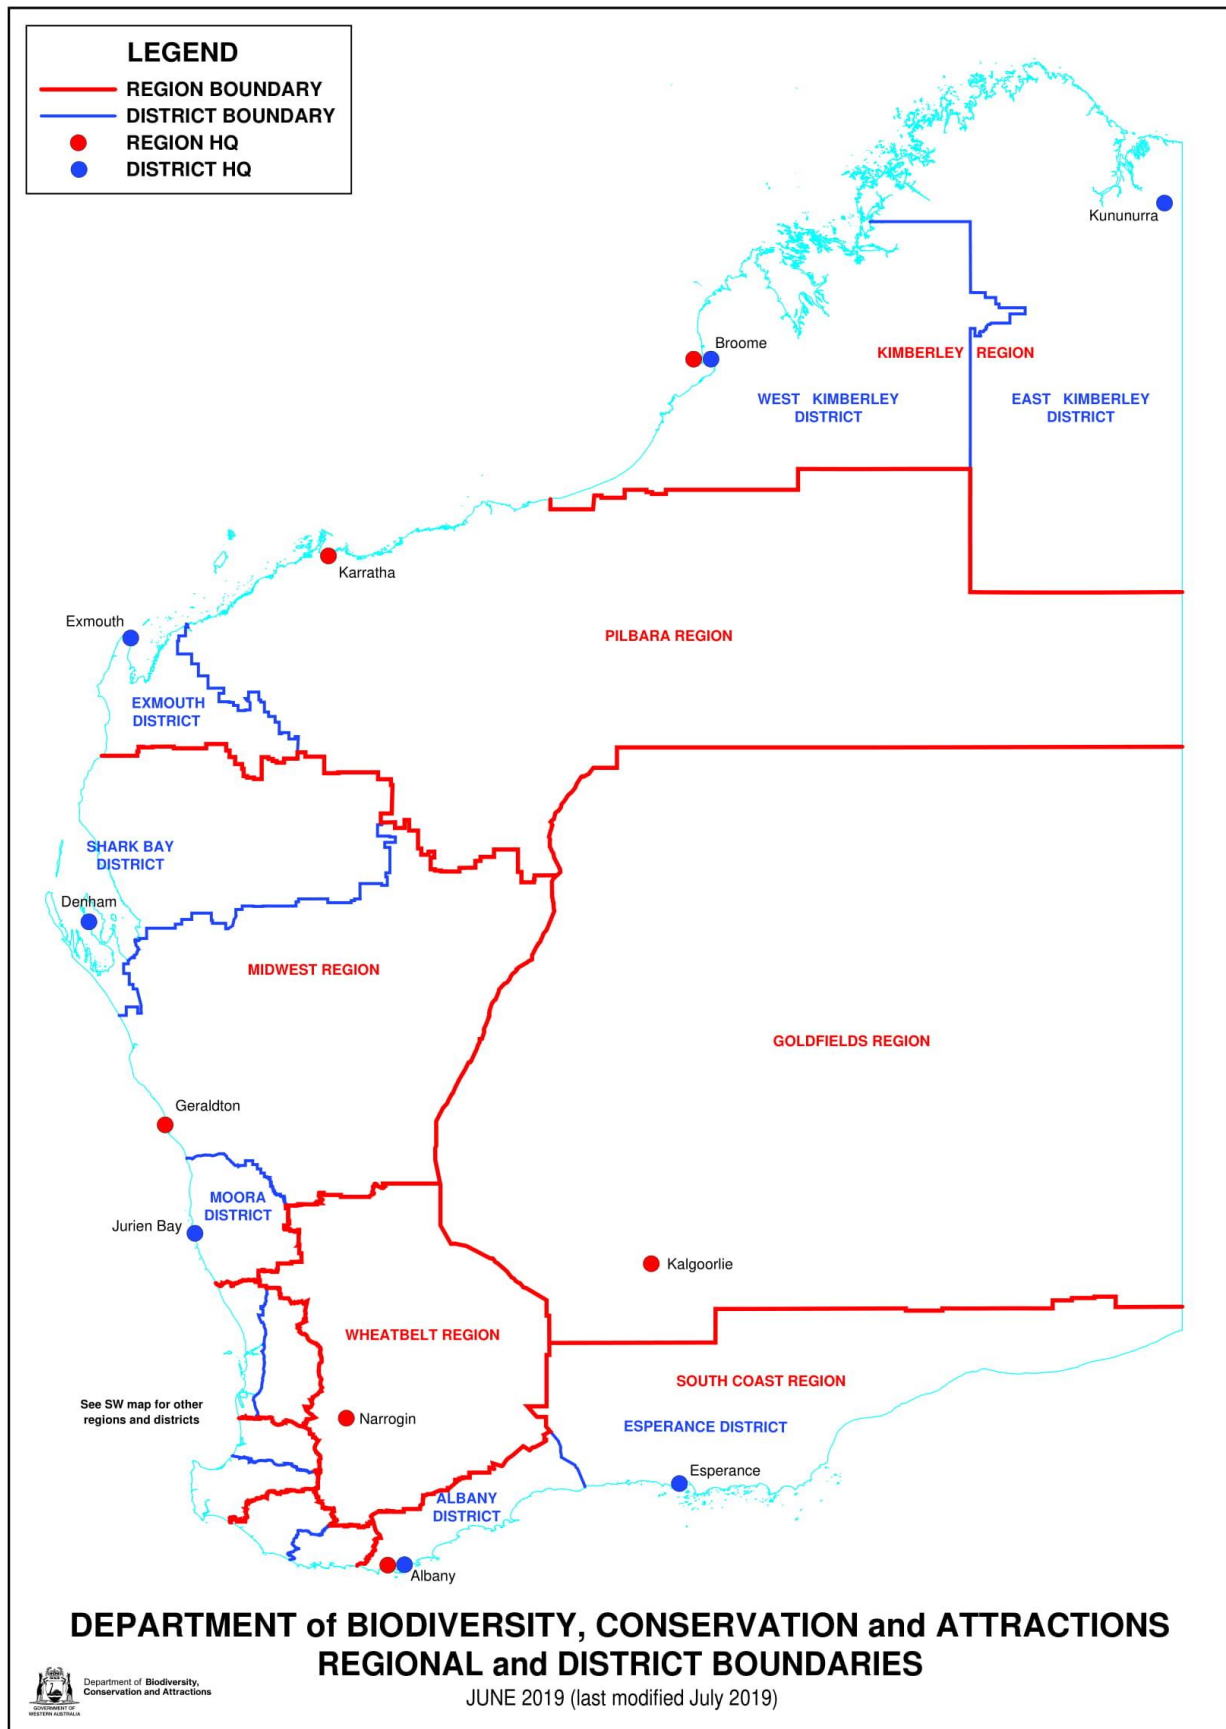 LEGEND
REGION BOUNDARY
DISTRICT BOUNDARY
REGION HQ
DISTRICT HQ
Kununurra
Broome
KIMBERLEY REGION
WEST KIMBERLEY
DISTRICT
EAST KIMBERLEY
DISTRICT
Karratha
Exmouth
PILBARA REGION
EXMOUTH
DISTRICT
SHARK BAY
DISTRICT
Denham
MIDWEST REGION
GOLDFIELDS REGION
Geraldton
MOORA
DISTRICT
Jurien Bay
Kalgoorlie
WHEATBELT REGION
SOUTH COAST REGION
See SW map for other
regions and districts
Narrogin
ESPERANCE DISTRICT
Esperance
ALBANY
DISTRICT
Albany
DEPARTMENT of BIODIVERSITY, CONSERVATION and ATTRACTIONS
REGIONAL and DISTRICT BOUNDARIES
JUNE 2019 (last modified July 2019)
Department of Biodiversity,
Conservation and Attractions
GOVERNMENT OF
WESTERN AUSTRALIA